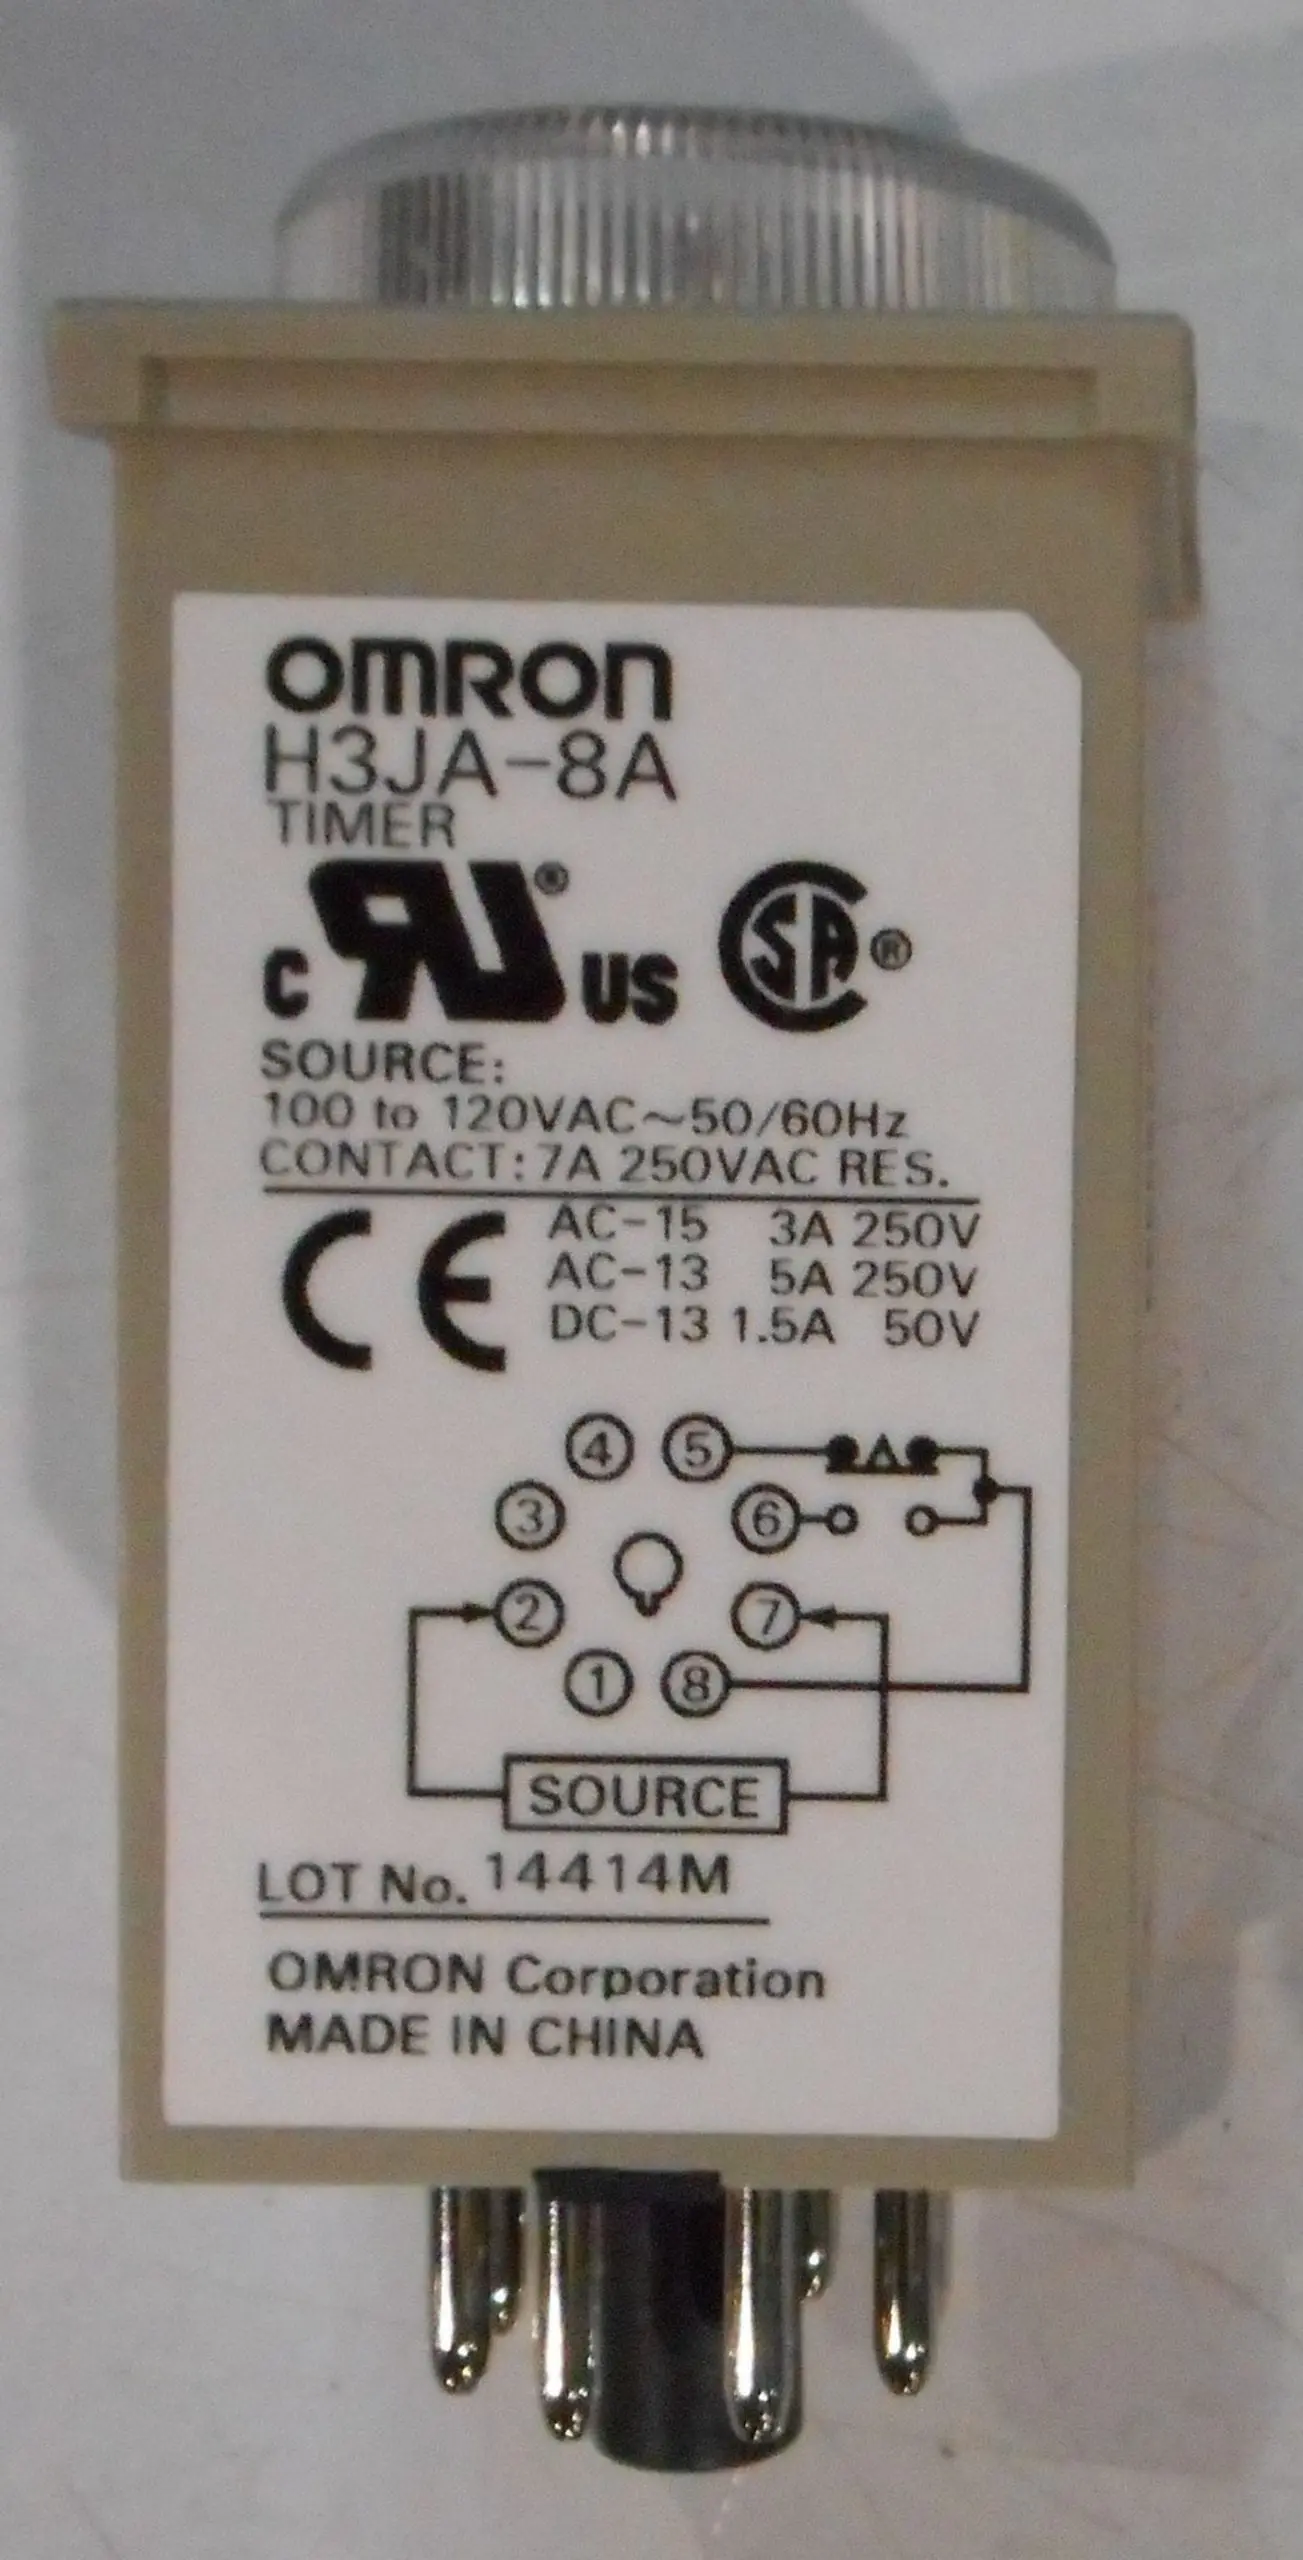 OMRON
H3JA-8A
TIMER
c RU® US CSA®
SOURCE:
100 to 120VAC~50/60Hz
CONTACT: 7A 250VAC RES.
CE AC-15 3A 250V
AC-13 5A 250V
DC-13 1.5A 50V
4 5
3 6
2 7
1 8
SOURCE
LOT No. 14414M
OMRON Corporation
MADE IN CHINA